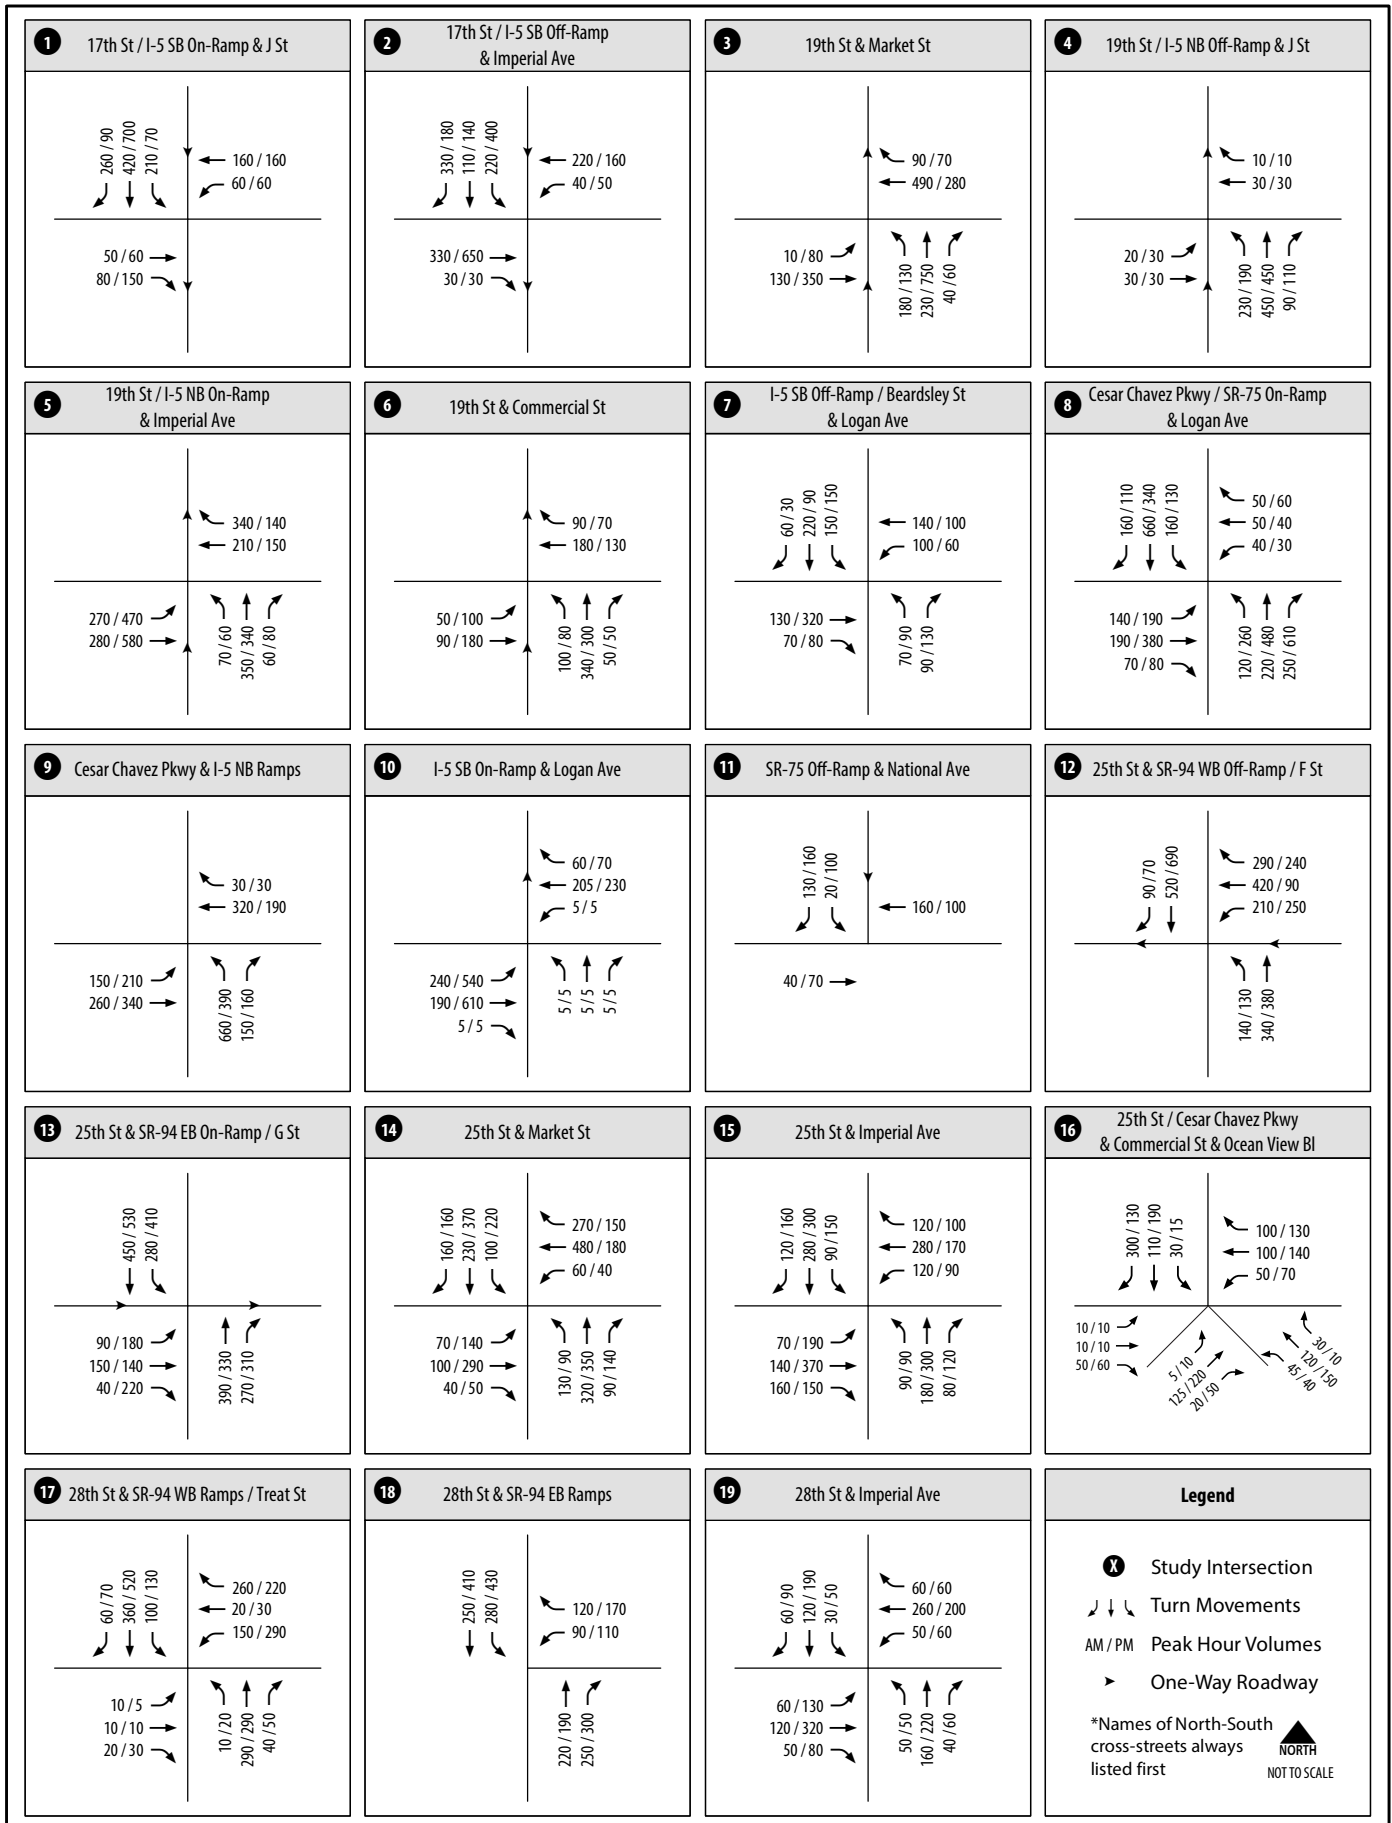 1
17th St / I-5 SB On-Ramp & J St
260 / 90
420 / 700
210 / 70
160 / 160
60 / 60
50 / 60
80 / 150
2
17th St / I-5 SB Off-Ramp
& Imperial Ave
330 / 180
110 / 140
220 / 400
220 / 160
40 / 50
330 / 650
30 / 30
3
19th St & Market St
90 / 70
490 / 280
10 / 80
130 / 350
180 / 130
230 / 750
40 / 60
4
19th St / I-5 NB Off-Ramp & J St
10 / 10
30 / 30
20 / 30
30 / 30
230 / 190
450 / 450
90 / 110
5
19th St / I-5 NB On-Ramp
& Imperial Ave
340 / 140
210 / 150
270 / 470
280 / 580
70 / 60
350 / 340
60 / 80
6
19th St & Commercial St
90 / 70
180 / 130
50 / 100
90 / 180
100 / 80
340 / 300
50 / 50
7
I-5 SB Off-Ramp / Beardsley St
& Logan Ave
60 / 30
220 / 90
150 / 150
140 / 100
100 / 60
130 / 320
70 / 80
70 / 90
90 / 130
8
Cesar Chavez Pkwy / SR-75 On-Ramp
& Logan Ave
160 / 110
660 / 340
160 / 130
50 / 60
50 / 40
40 / 30
140 / 190
190 / 380
70 / 80
120 / 260
220 / 480
250 / 610
9
Cesar Chavez Pkwy & I-5 NB Ramps
30 / 30
320 / 190
150 / 210
260 / 340
660 / 390
150 / 160
10
I-5 SB On-Ramp & Logan Ave
60 / 70
205 / 230
5 / 5
240 / 540
190 / 610
5 / 5
5 / 5
5 / 5
5 / 5
11
SR-75 Off-Ramp & National Ave
130 / 160
20 / 100
160 / 100
40 / 70
12
25th St & SR-94 WB Off-Ramp / F St
90 / 70
520 / 690
290 / 240
420 / 90
210 / 250
140 / 130
340 / 380
13
25th St & SR-94 EB On-Ramp / G St
450 / 530
280 / 410
90 / 180
150 / 140
40 / 220
390 / 330
270 / 310
14
25th St & Market St
160 / 160
230 / 370
100 / 220
270 / 150
480 / 180
60 / 40
70 / 140
100 / 290
40 / 50
130 / 90
320 / 350
90 / 140
15
25th St & Imperial Ave
120 / 160
280 / 300
90 / 150
120 / 100
280 / 170
120 / 90
70 / 190
140 / 370
160 / 150
90 / 90
180 / 300
80 / 120
16
25th St / Cesar Chavez Pkwy
& Commercial St & Ocean View Bl
300 / 130
110 / 190
30 / 15
100 / 130
100 / 140
50 / 70
10 / 10
10 / 10
50 / 60
5 / 10
125 / 220
20 / 50
30 / 10
120 / 150
45 / 40
17
28th St & SR-94 WB Ramps / Treat St
60 / 70
360 / 520
100 / 130
260 / 220
20 / 30
150 / 290
10 / 5
10 / 10
20 / 30
10 / 20
290 / 290
40 / 50
18
28th St & SR-94 EB Ramps
250 / 410
280 / 430
120 / 170
90 / 110
220 / 190
250 / 300
19
28th St & Imperial Ave
60 / 90
120 / 190
30 / 50
60 / 60
260 / 200
50 / 60
60 / 130
120 / 320
50 / 80
50 / 50
160 / 220
40 / 60
Legend
X Study Intersection
Turn Movements
AM / PM Peak Hour Volumes
One-Way Roadway
*Names of North-South
cross-streets always
listed first
NORTH
NOT TO SCALE